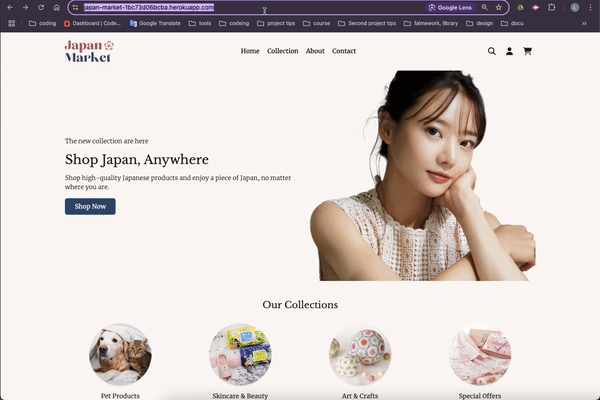 japan-market-1bc73d06bcba.herokuapp.com
Google Lens
L
coding
Dashboard | Code...
Google Translate
tools
codeing
project tips
course
Second project tips
falmework, library
design
docu
Japan
Market
Home
Collection
About
Contact
The new collection are here
Shop Japan, Anywhere
Shop high-quality Japanese products and enjoy a piece of Japan, no matter
where you are.
Shop Now
Our Collections
Pet Products
Skincare & Beauty
Art & Crafts
Special Offers